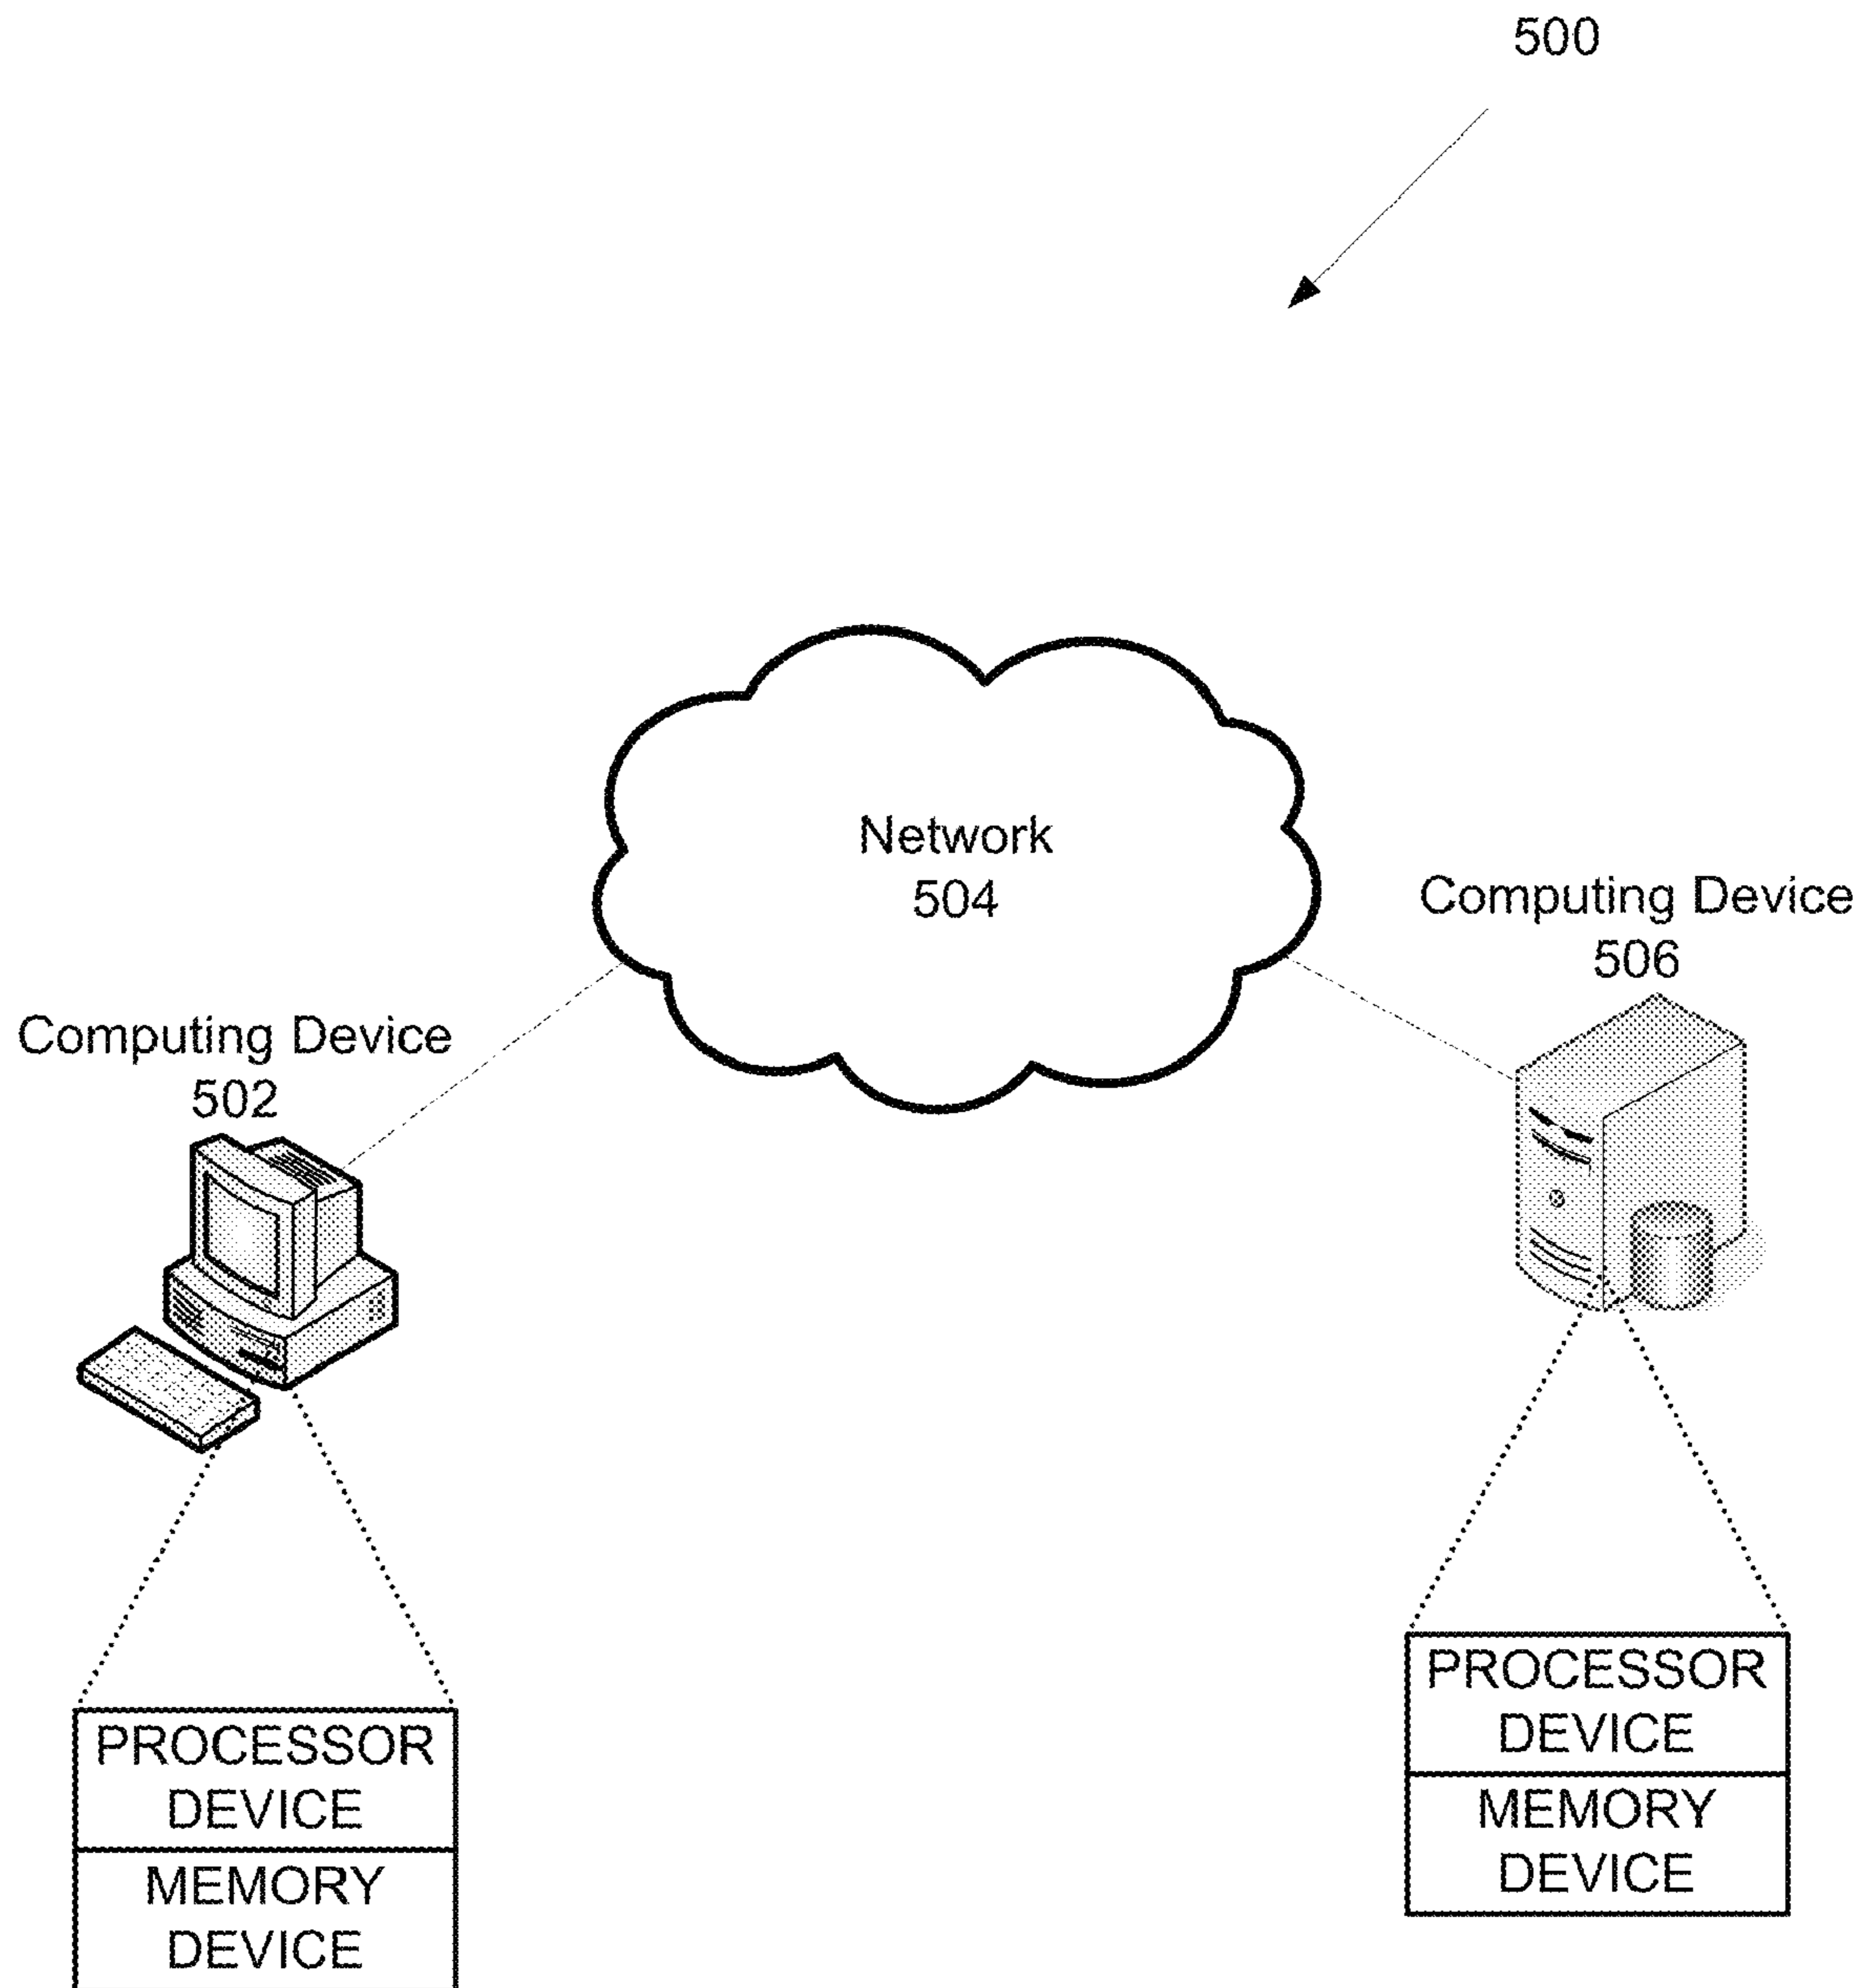 500
Network
504
Computing Device
506
Computing Device
502
PROCESSOR
DEVICE
MEMORY
DEVICE
PROCESSOR
DEVICE
MEMORY
DEVICE